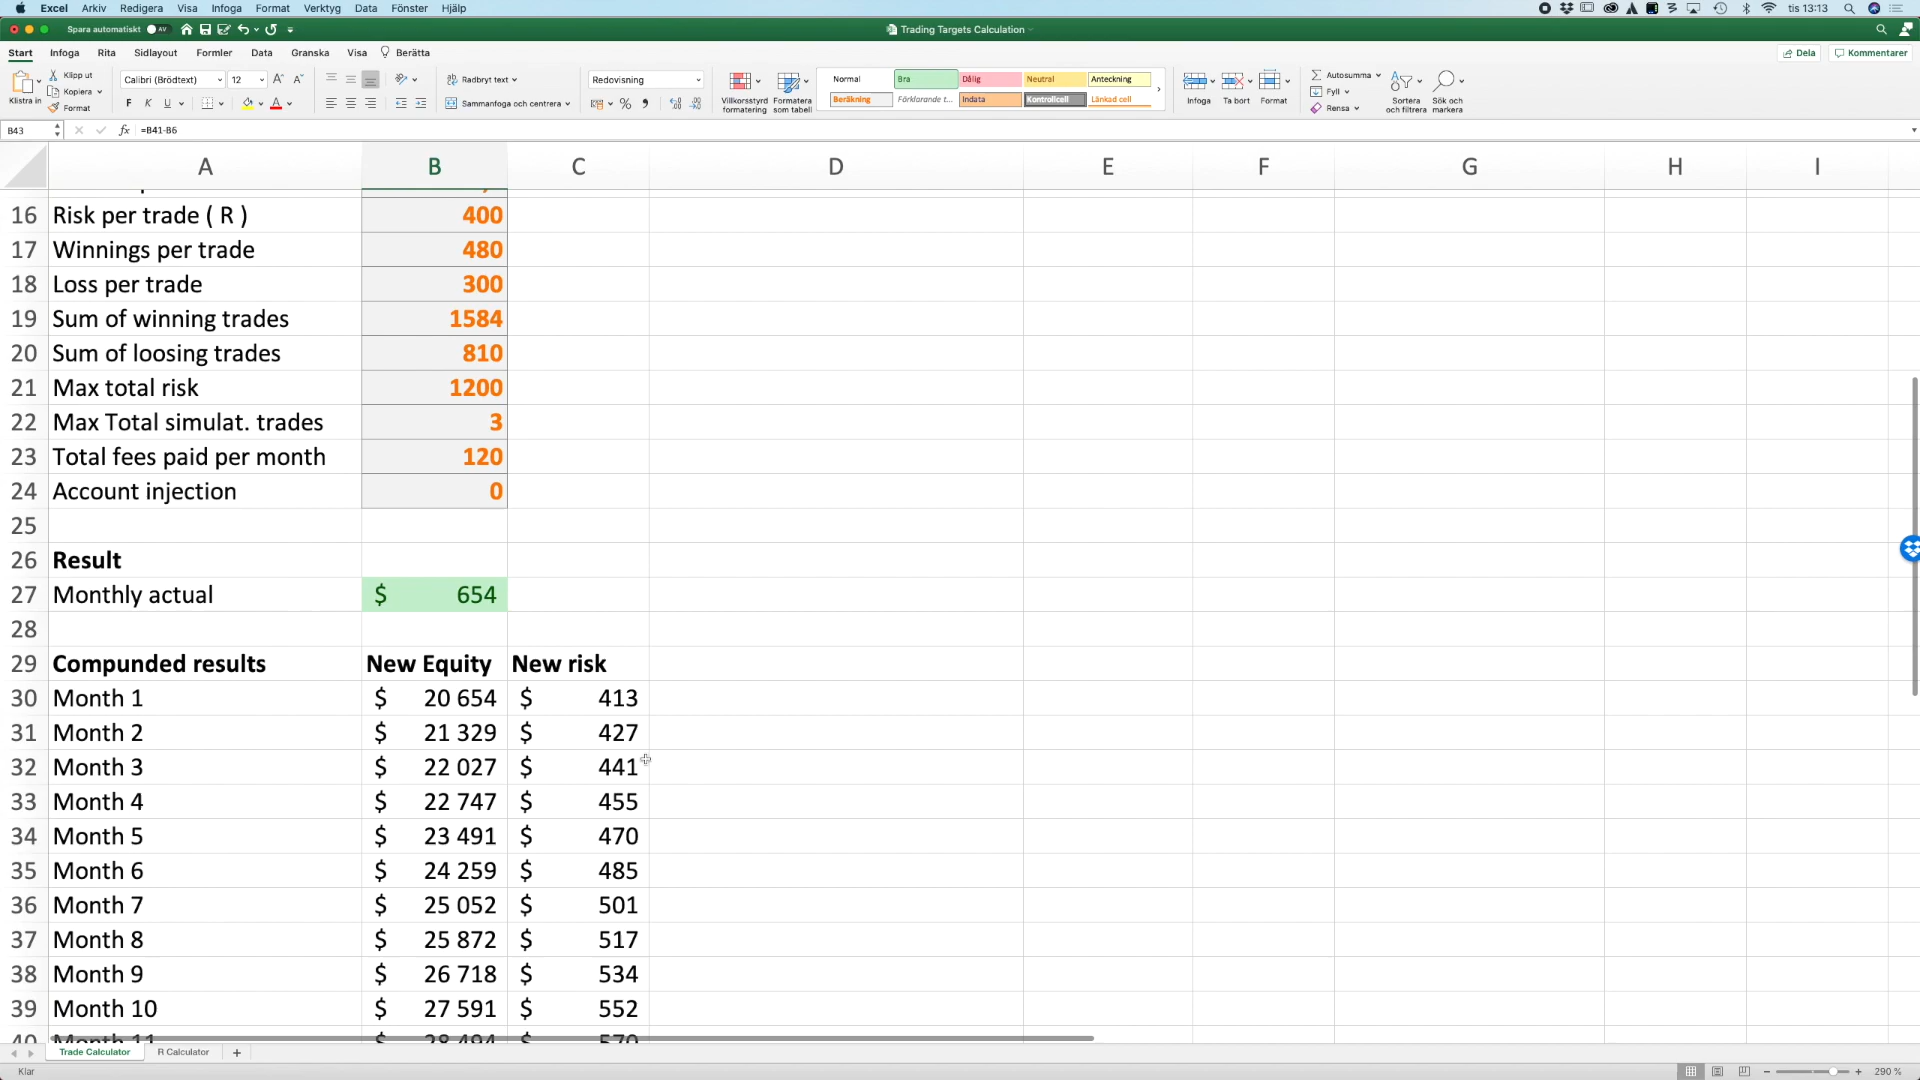 Excel Arkiv Redigera Visa Infoga Format Verktyg Data Fönster Hjälp tis 13:13
Spara automatiskt AV Trading Targets Calculation
Start Infoga Rita Sidlayout Formler Data Granska Visa Berätta Dela Kommentarer
Klistra in Klipp ut Kopiera Format
Calibri (Brödtext) 12
F K U
Radbryt text
Sammanfoga och centrera
Redovisning
Villkorsstyrd formatering Formatera som tabell
Normal Bra Dålig Neutral Anteckning
Beräkning Förklarande t... Indata Kontrollcell Länkad cell
Infoga Ta bort Format
Autosumma
Fyll
Rensa
Sortera och filtrera Sök och markera
B43 fx =B41-B6
A B C D E F G H I
16 Risk per trade ( R ) 400
17 Winnings per trade 480
18 Loss per trade 300
19 Sum of winning trades 1584
20 Sum of loosing trades 810
21 Max total risk 1200
22 Max Total simulat. trades 3
23 Total fees paid per month 120
24 Account injection 0
25
26 Result
27 Monthly actual $ 654
28
29 Compunded results New Equity New risk
30 Month 1 $ 20 654 $ 413
31 Month 2 $ 21 329 $ 427
32 Month 3 $ 22 027 $ 441
33 Month 4 $ 22 747 $ 455
34 Month 5 $ 23 491 $ 470
35 Month 6 $ 24 259 $ 485
36 Month 7 $ 25 052 $ 501
37 Month 8 $ 25 872 $ 517
38 Month 9 $ 26 718 $ 534
39 Month 10 $ 27 591 $ 552
40 Month 11 $ 28 494 $ 570
Trade Calculator R Calculator +
Klar 290 %